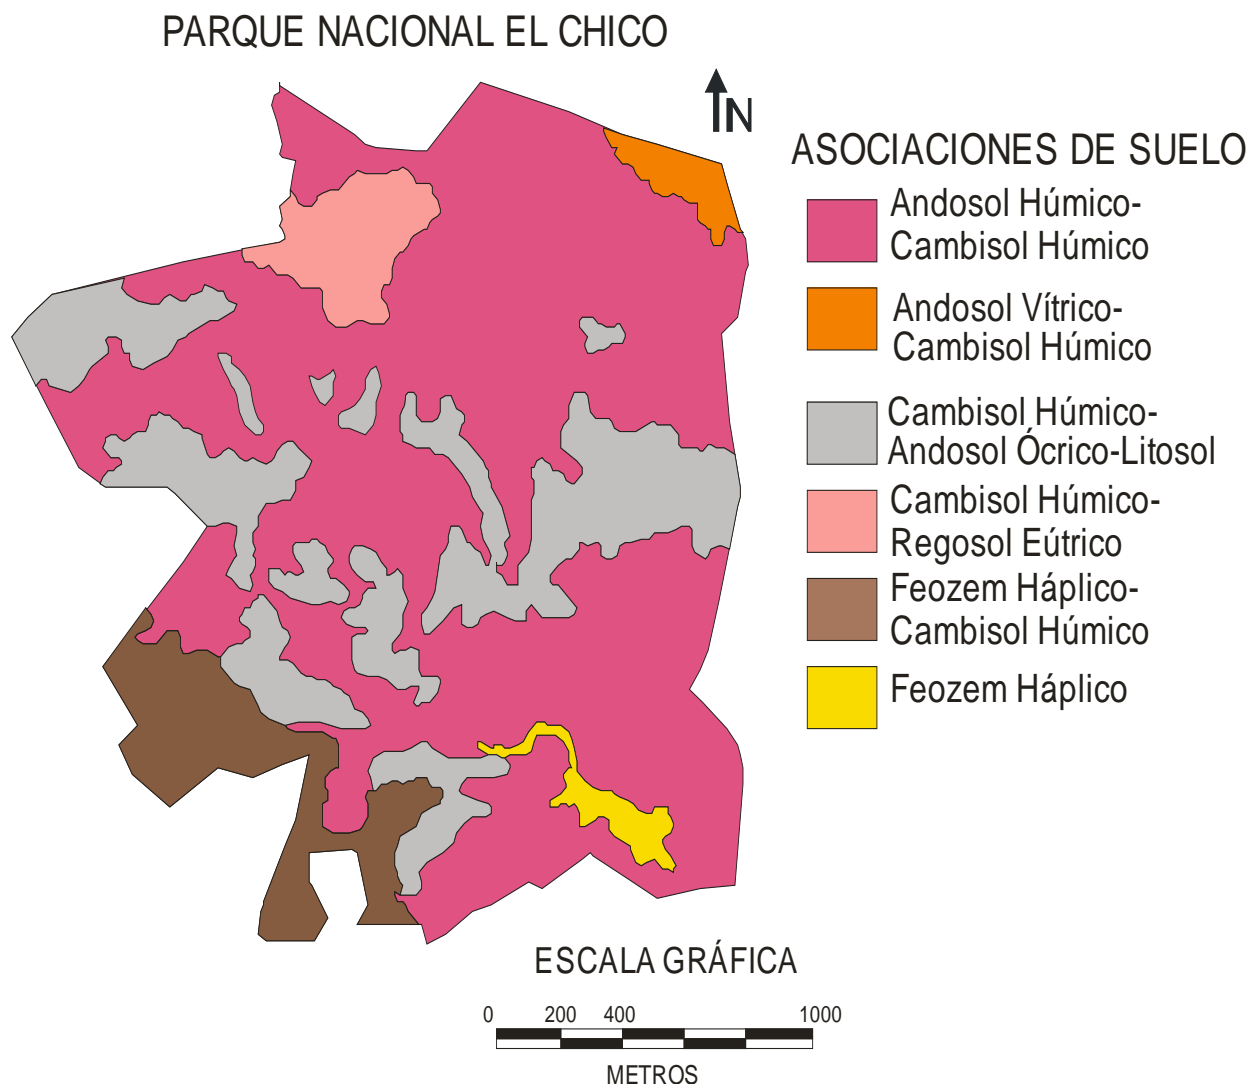 PARQUE NACIONAL EL CHICO
N
ASOCIACIONES DE SUELO
Andosol Húmico-
Cambisol Húmico
Andosol Vítrico-
Cambisol Húmico
Cambisol Húmico-
Andosol Ócrico-Litosol
Cambisol Húmico-
Regosol Eútrico
Feozem Háplico-
Cambisol Húmico
Feozem Háplico
ESCALA GRÁFICA
0 200 400 1000
METROS